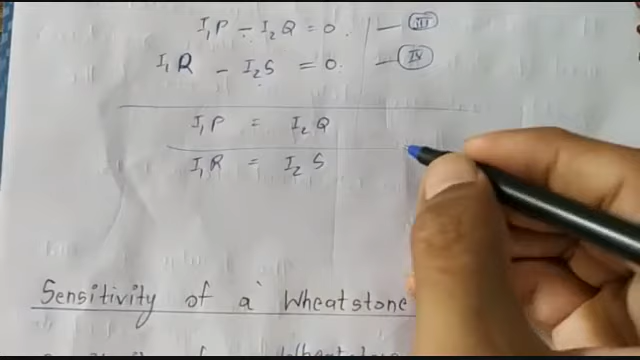 I₁P - I₂Q = 0. — III
I₁R - I₂S = 0. — IV
I₁P = I₂Q
I₁R = I₂S
Sensitivity of a Wheatstone